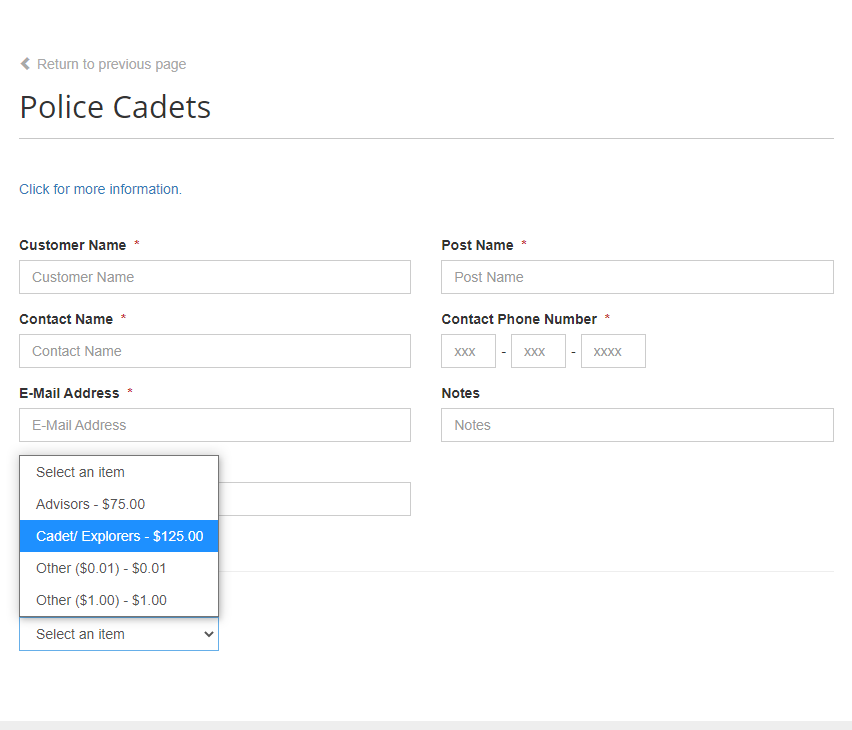 Return to previous page
Police Cadets
Click for more information.
Customer Name *
Post Name *
Customer Name
Post Name
Contact Name *
Contact Phone Number *
Contact Name
xxx - xxx - xxxx
E-Mail Address *
Notes
E-Mail Address
Notes
Select an item
Advisors - $75.00
Cadet/ Explorers - $125.00
Other ($0.01) - $0.01
Other ($1.00) - $1.00
Select an item